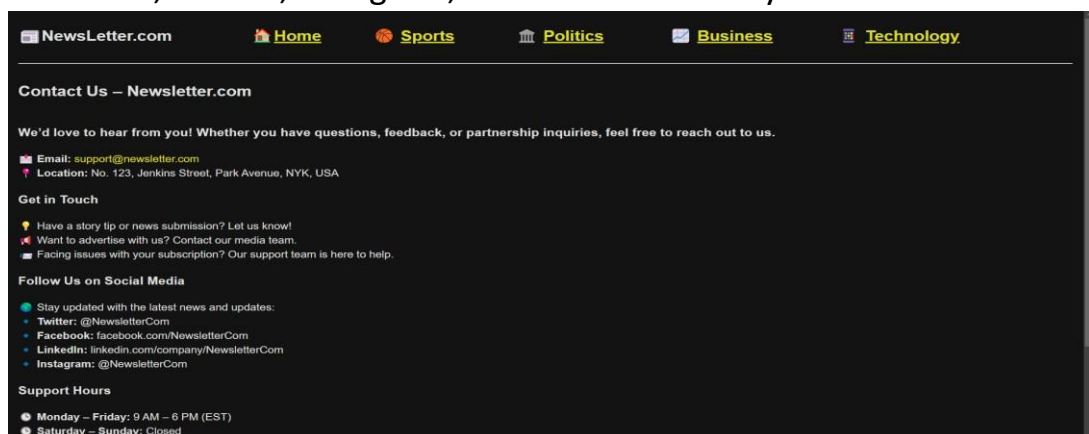 NewsLetter.com Home Sports Politics Business Technology
Contact Us – Newsletter.com
We'd love to hear from you! Whether you have questions, feedback, or partnership inquiries, feel free to reach out to us.
Email: support@newsletter.com
Location: No. 123, Jenkins Street, Park Avenue, NYK, USA
Get in Touch
Have a story tip or news submission? Let us know!
Want to advertise with us? Contact our media team.
Facing issues with your subscription? Our support team is here to help.
Follow Us on Social Media
Stay updated with the latest news and updates:
Twitter: @NewsletterCom
Facebook: facebook.com/NewsletterCom
LinkedIn: linkedin.com/company/NewsletterCom
Instagram: @NewsletterCom
Support Hours
Monday – Friday: 9 AM – 6 PM (EST)
Saturday – Sunday: Closed